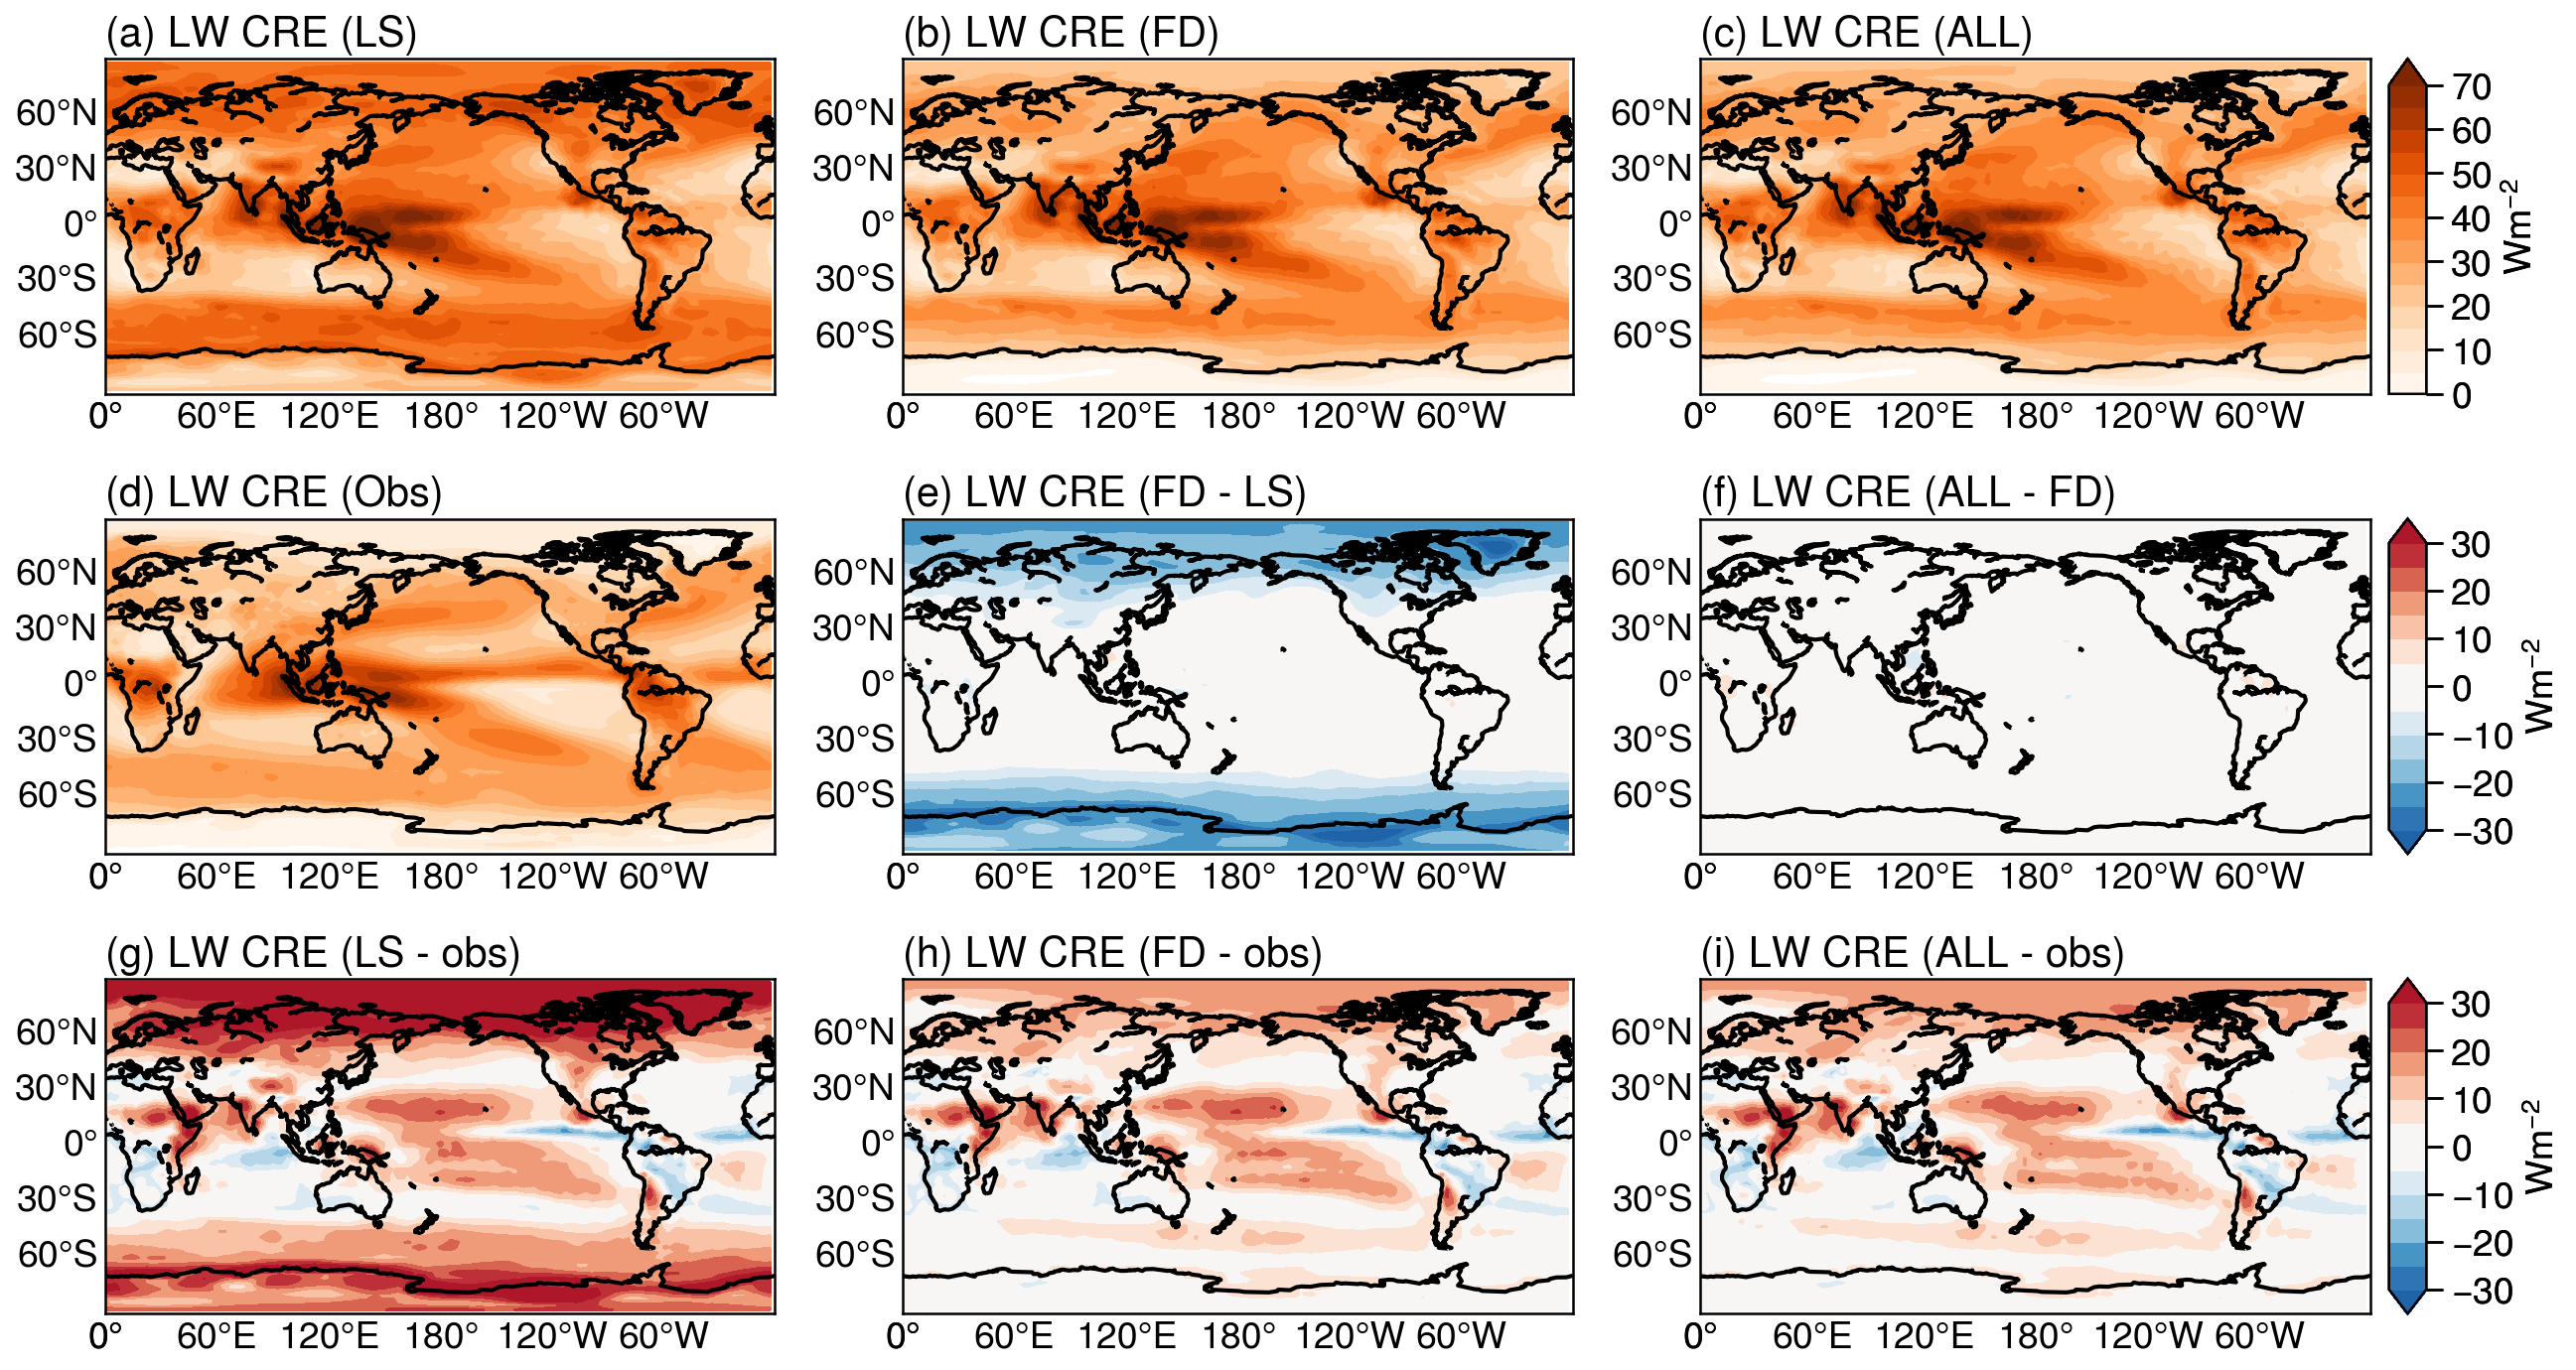 (a) LW CRE (LS)
(b) LW CRE (FD)
(c) LW CRE (ALL)
60°N
30°N
0°
30°S
60°S
0° 60°E 120°E 180° 120°W 60°W
60°N
30°N
0°
30°S
60°S
0° 60°E 120°E 180° 120°W 60°W
60°N
30°N
0°
30°S
60°S
0° 60°E 120°E 180° 120°W 60°W
70
60
50
40
30
20
10
0
Wm⁻²
(d) LW CRE (Obs)
(e) LW CRE (FD - LS)
(f) LW CRE (ALL - FD)
60°N
30°N
0°
30°S
60°S
0° 60°E 120°E 180° 120°W 60°W
60°N
30°N
0°
30°S
60°S
0° 60°E 120°E 180° 120°W 60°W
60°N
30°N
0°
30°S
60°S
0° 60°E 120°E 180° 120°W 60°W
30
20
10
0
−10
−20
−30
Wm⁻²
(g) LW CRE (LS - obs)
(h) LW CRE (FD - obs)
(i) LW CRE (ALL - obs)
60°N
30°N
0°
30°S
60°S
0° 60°E 120°E 180° 120°W 60°W
60°N
30°N
0°
30°S
60°S
0° 60°E 120°E 180° 120°W 60°W
60°N
30°N
0°
30°S
60°S
0° 60°E 120°E 180° 120°W 60°W
30
20
10
0
−10
−20
−30
Wm⁻²